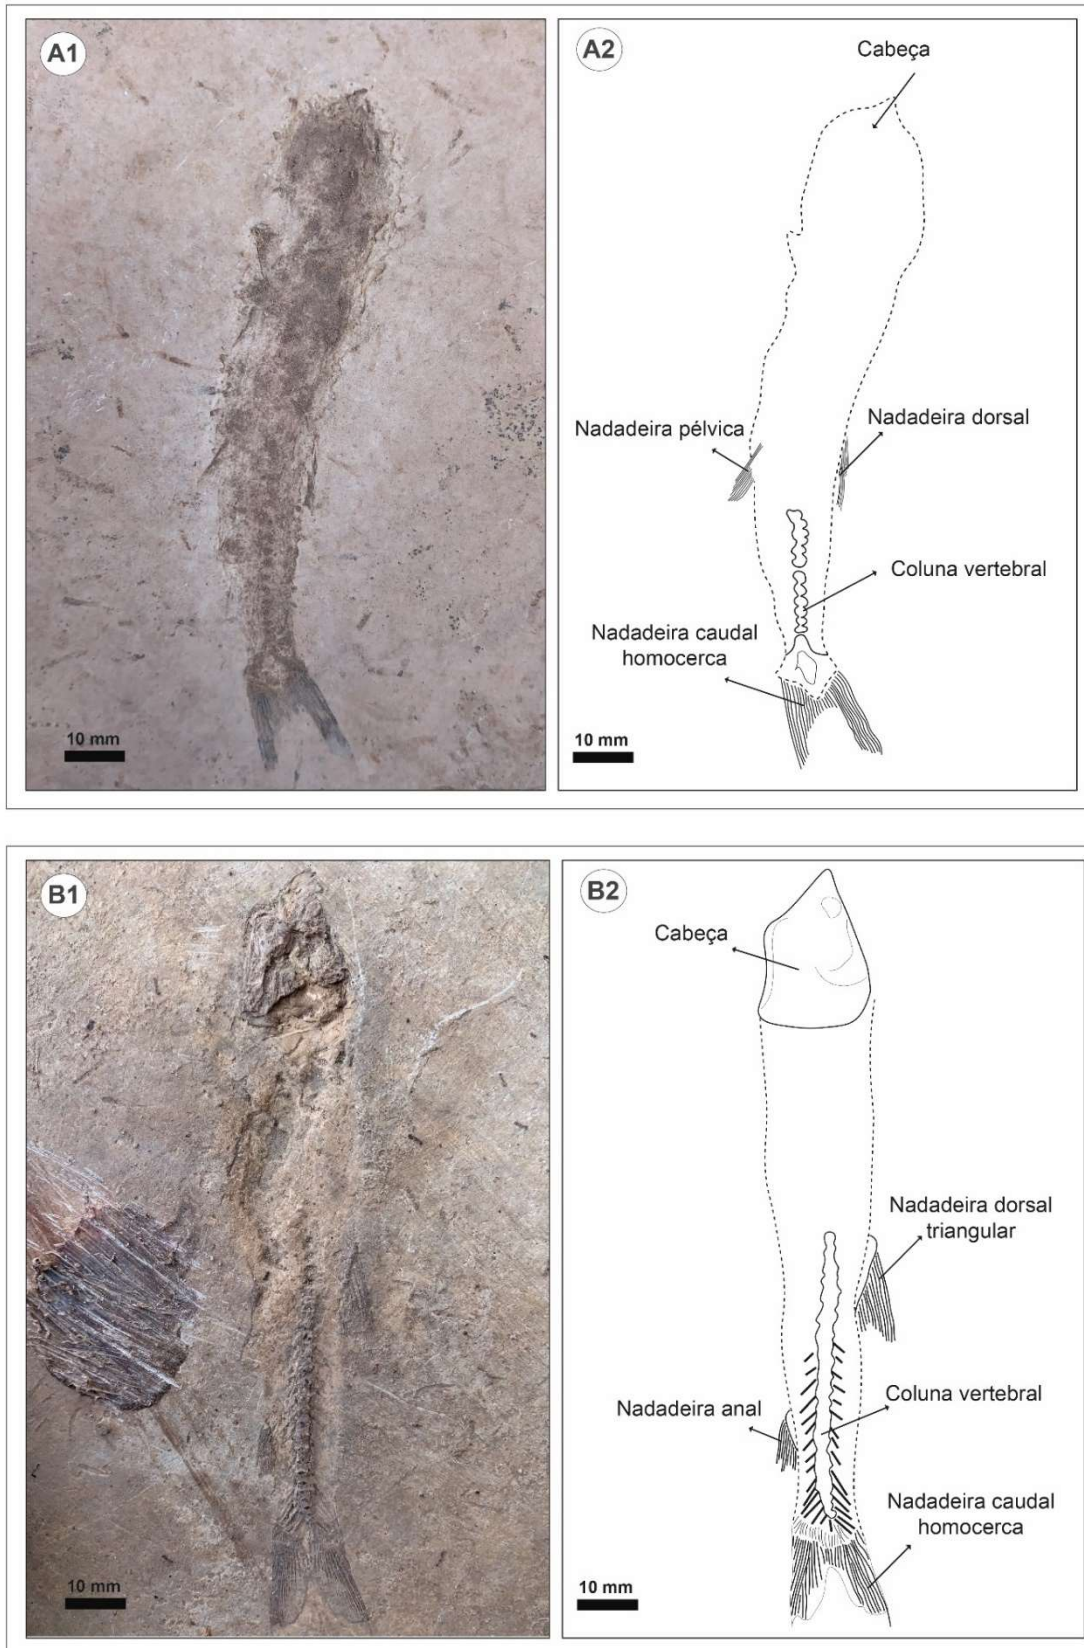 A1
10 mm
A2
Cabeça
Nadadeira pélvica
Nadadeira dorsal
Coluna vertebral
Nadadeira caudal
homocerca
10 mm
B1
10 mm
B2
Cabeça
Nadadeira dorsal
triangular
Coluna vertebral
Nadadeira anal
Nadadeira caudal
homocerca
10 mm